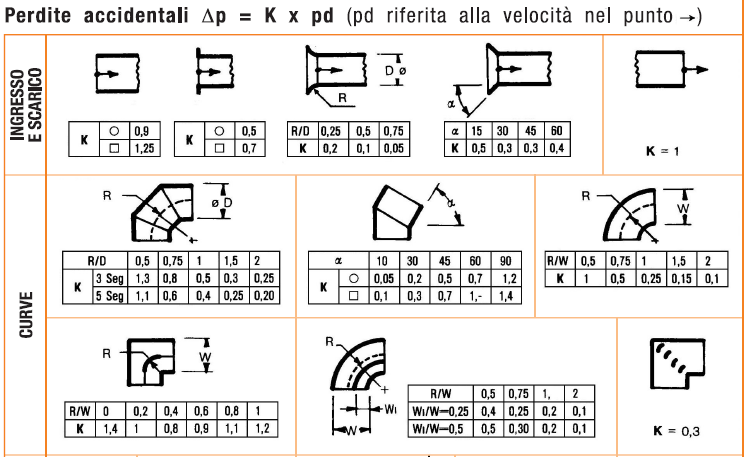 Perdite accidentali Δp = K x pd (pd riferita alla velocità nel punto →)
INGRESSO
E SCARICO
D ø
R
α
K ○ 0,9
□ 1,25
K ○ 0,5
□ 0,7
R/D 0,25 0,5 0,75
K 0,2 0,1 0,05
α 15 30 45 60
K 0,5 0,3 0,3 0,4
K = 1
CURVE
R
ø D
α
R
W
R/D 0,5 0,75 1 1,5 2
K 3 Seg 1,3 0,8 0,5 0,3 0,25
5 Seg 1,1 0,6 0,4 0,25 0,20
α 10 30 45 60 90
K ○ 0,05 0,2 0,5 0,7 1,2
□ 0,1 0,3 0,7 1,- 1,4
R/W 0,5 0,75 1 1,5 2
K 1 0,5 0,25 0,15 0,1
R
W
R
W₁
W
R/W 0 0,2 0,4 0,6 0,8 1
K 1,4 1 0,8 0,9 1,1 1,2
R/W 0,5 0,75 1, 2
W₁/W=0,25 0,4 0,25 0,2 0,1
W₁/W=0,5 0,5 0,30 0,2 0,1
K = 0,3